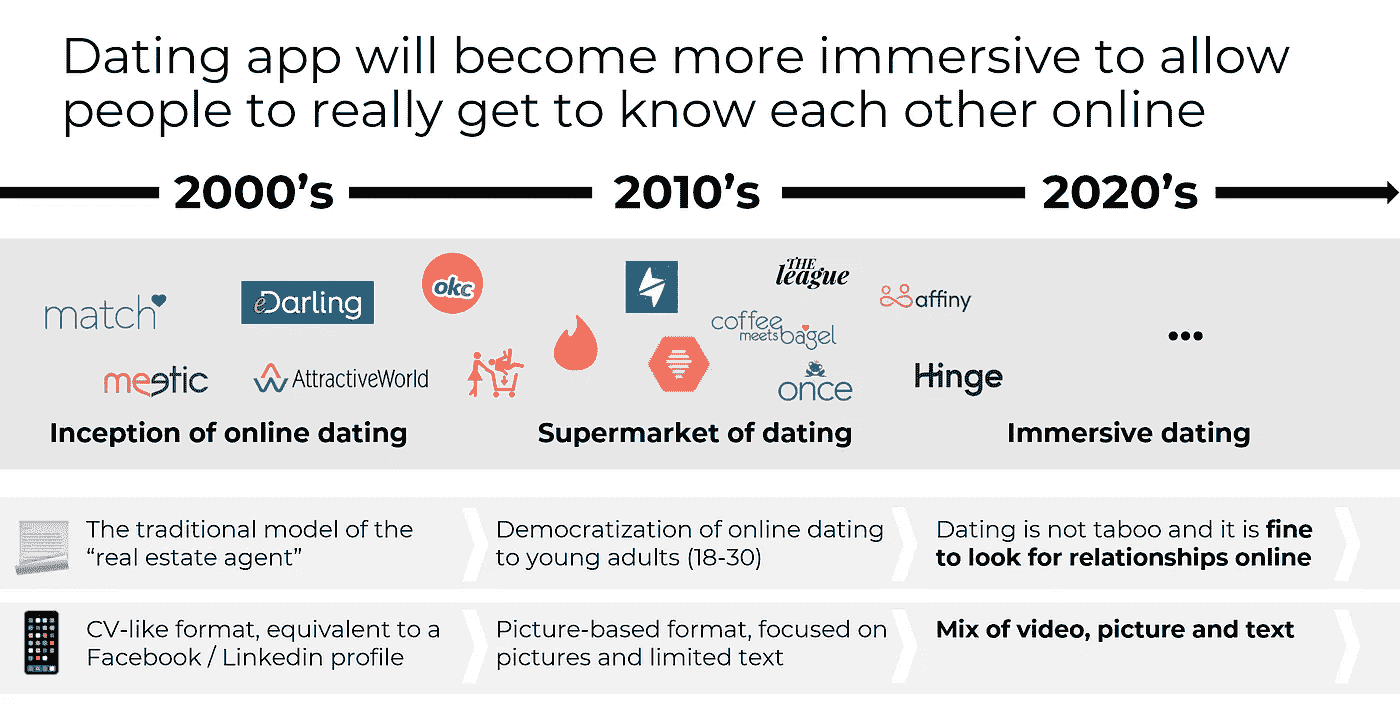 Dating app will become more immersive to allow
people to really get to know each other online
2000's
2010's
2020's
match
eDarling
okc
THE
league
affiny
coffee
meets bagel
...
meetic
AttractiveWorld
once
Hinge
Inception of online dating
Supermarket of dating
Immersive dating
The traditional model of the
“real estate agent”
Democratization of online dating
to young adults (18-30)
Dating is not taboo and it is fine
to look for relationships online
CV-like format, equivalent to a
Facebook / Linkedin profile
Picture-based format, focused on
pictures and limited text
Mix of video, picture and text